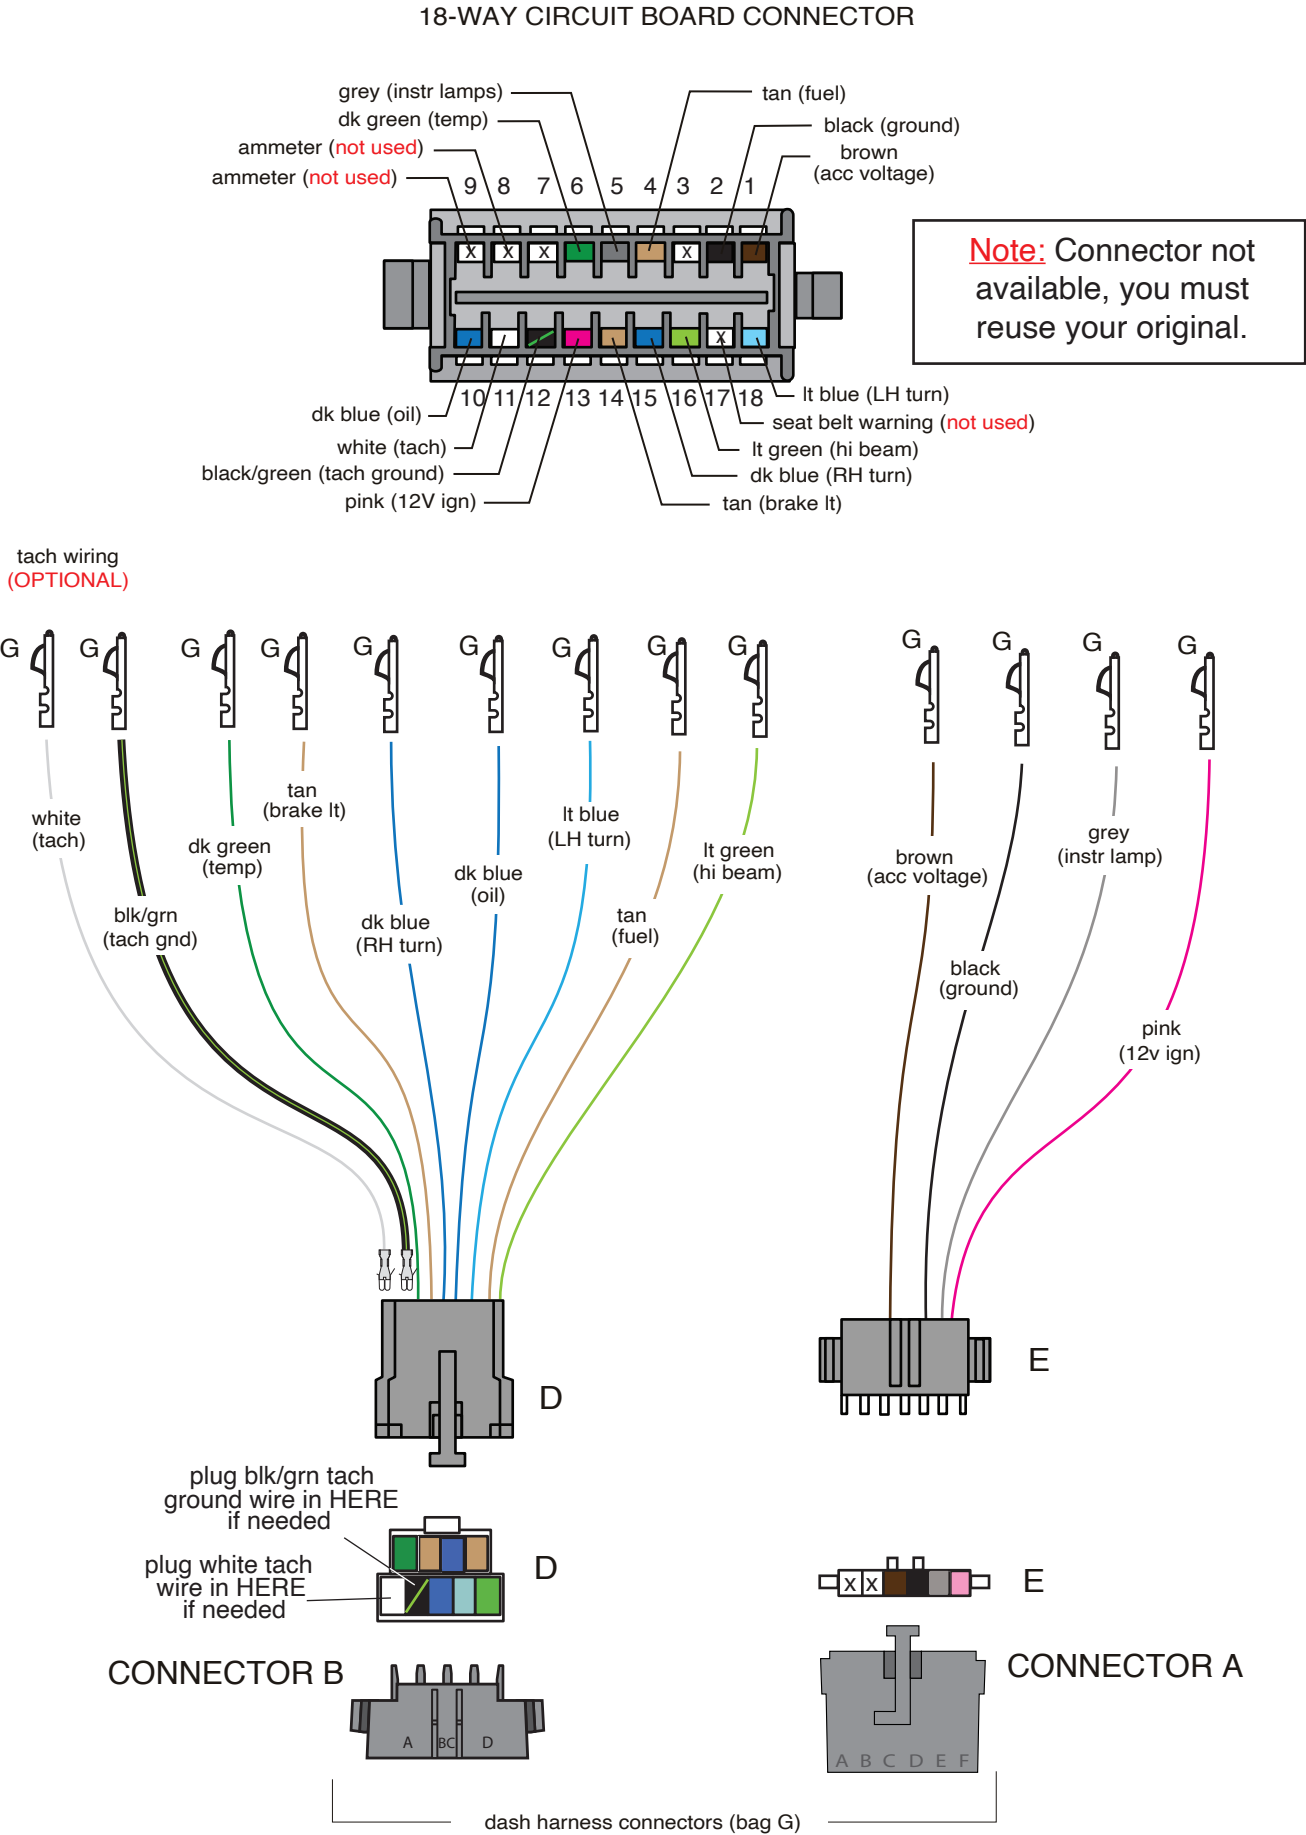 18-WAY CIRCUIT BOARD CONNECTOR
grey (instr lamps)
dk green (temp)
ammeter (not used)
ammeter (not used)
tan (fuel)
black (ground)
brown
(acc voltage)
9 8 7 6 5 4 3 2 1
X X X X
Note: Connector not
available, you must
reuse your original.
X
10 11 12 13 14 15 16 17 18
dk blue (oil)
white (tach)
black/green (tach ground)
pink (12V ign)
lt blue (LH turn)
seat belt warning (not used)
lt green (hi beam)
dk blue (RH turn)
tan (brake lt)
tach wiring
(OPTIONAL)
G G G G G G G G G G G G G
white
(tach)
blk/grn
(tach gnd)
dk green
(temp)
tan
(brake lt)
dk blue
(RH turn)
dk blue
(oil)
lt blue
(LH turn)
tan
(fuel)
lt green
(hi beam)
brown
(acc voltage)
black
(ground)
grey
(instr lamp)
pink
(12v ign)
D
E
plug blk/grn tach
ground wire in HERE
if needed
plug white tach
wire in HERE
if needed
D
X X
E
CONNECTOR B
A BC D
CONNECTOR A
A B C D E F
dash harness connectors (bag G)